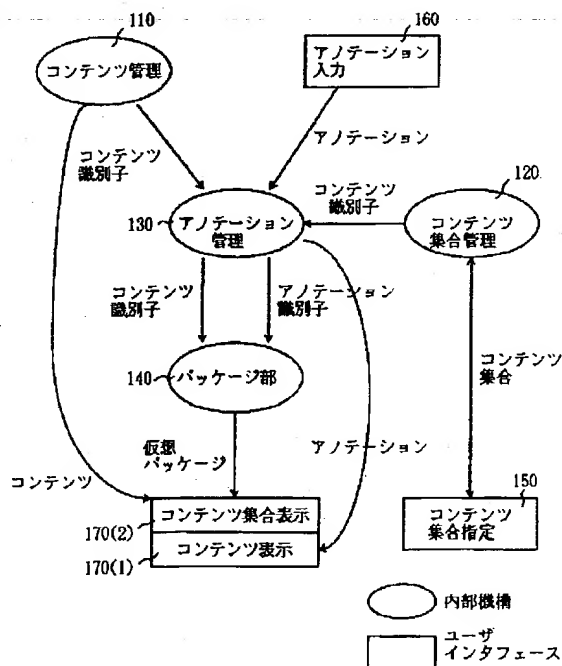 110
コンテンツ管理
160
アノテーション
入力
コンテンツ
識別子
アノテーション
コンテンツ
識別子
120
コンテンツ
集合管理
130
アノテーション
管理
コンテンツ
識別子
アノテーション
識別子
140
パッケージ部
コンテンツ
集合
仮想
パッケージ
アノテーション
コンテンツ
170(2)
コンテンツ集合表示
170(1)
コンテンツ表示
150
コンテンツ
集合指定
内部機構
ユーザ
インタフェース